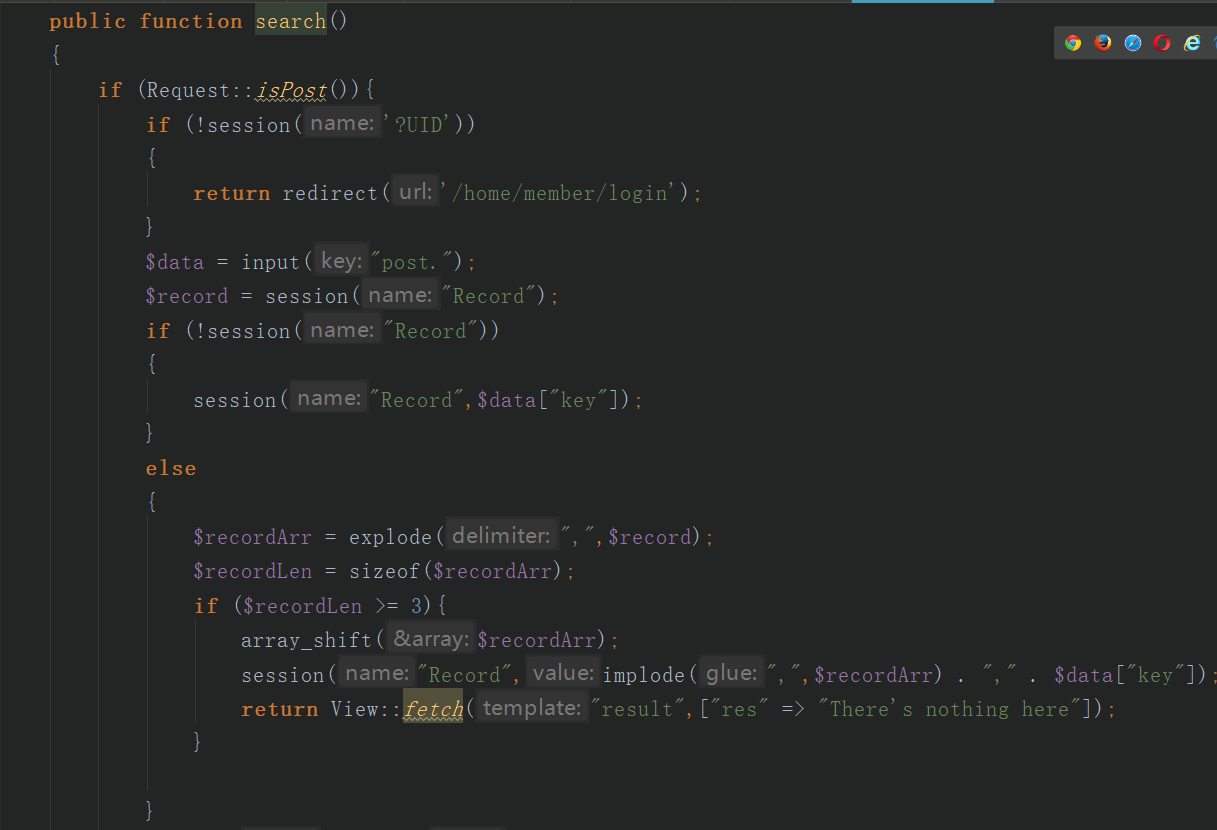 public function search()
{
if (Request::isPost()){
if (!session( name: '?UID'))
{
return redirect( url: '/home/member/login');
}
$data = input( key: "post.");
$record = session( name: "Record");
if (!session( name: "Record"))
{
session( name: "Record",$data["key"]);
}
else
{
$recordArr = explode( delimiter: ",",$record);
$recordLen = sizeof($recordArr);
if ($recordLen >= 3){
array_shift( &array: $recordArr);
session( name: "Record", value: implode( glue: ",",$recordArr) . "," . $data["key"]);
return View::fetch( template: "result",["res" => "There's nothing here"]);
}
}